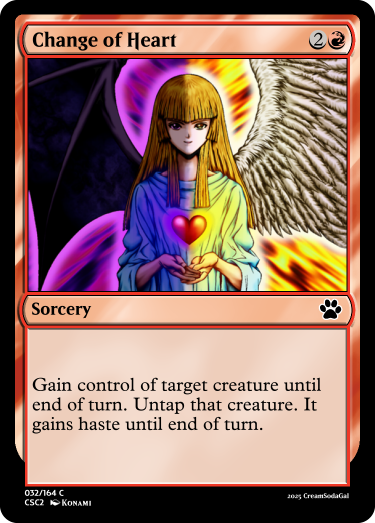 Change of Heart 2
Sorcery
Gain control of target creature until
end of turn. Untap that creature. It
gains haste until end of turn.
032/164 C
CSC2 KONAMI
2025 CreamSodaGal